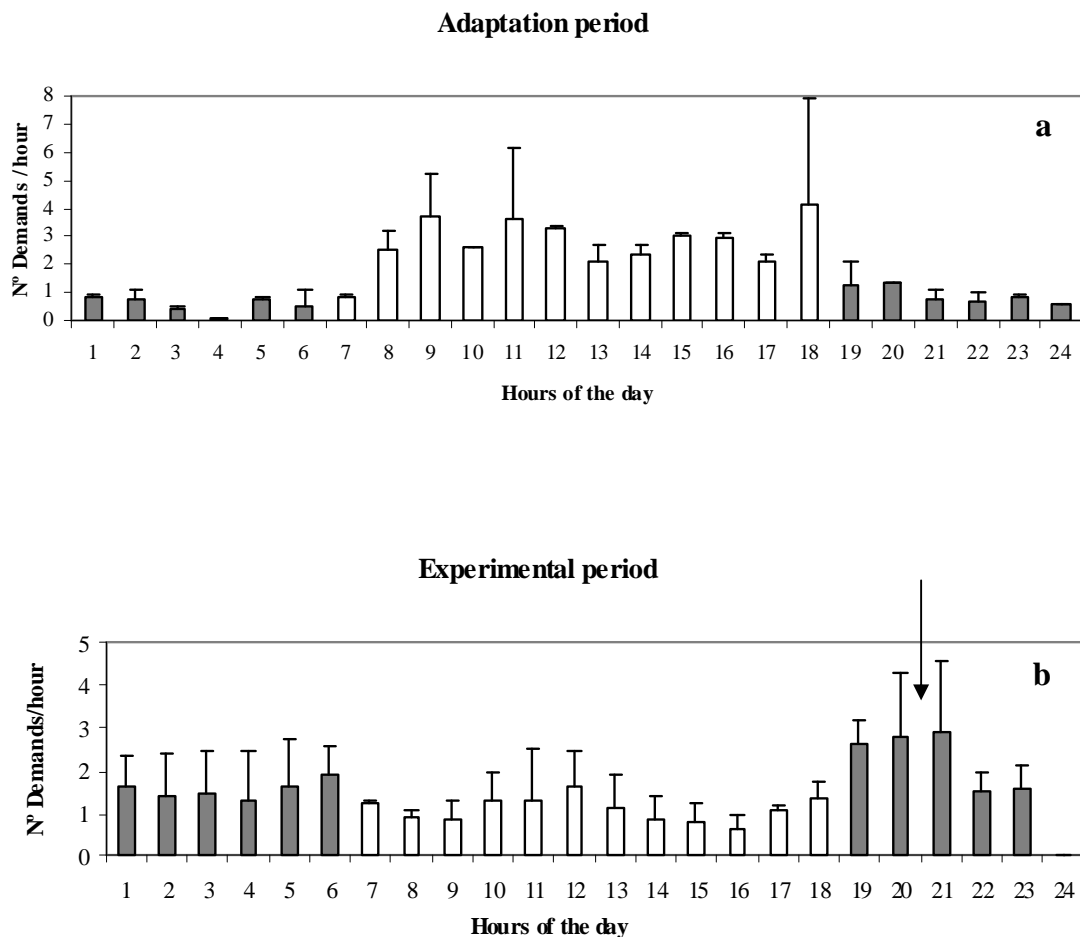 Adaptation period
a
Nº Demands /hour
8
7
6
5
4
3
2
1
0
1 2 3 4 5 6 7 8 9 10 11 12 13 14 15 16 17 18 19 20 21 22 23 24
Hours of the day
Experimental period
b
Nº Demands/hour
5
4
3
2
1
0
1 2 3 4 5 6 7 8 9 10 11 12 13 14 15 16 17 18 19 20 21 22 23 24
Hours of the day